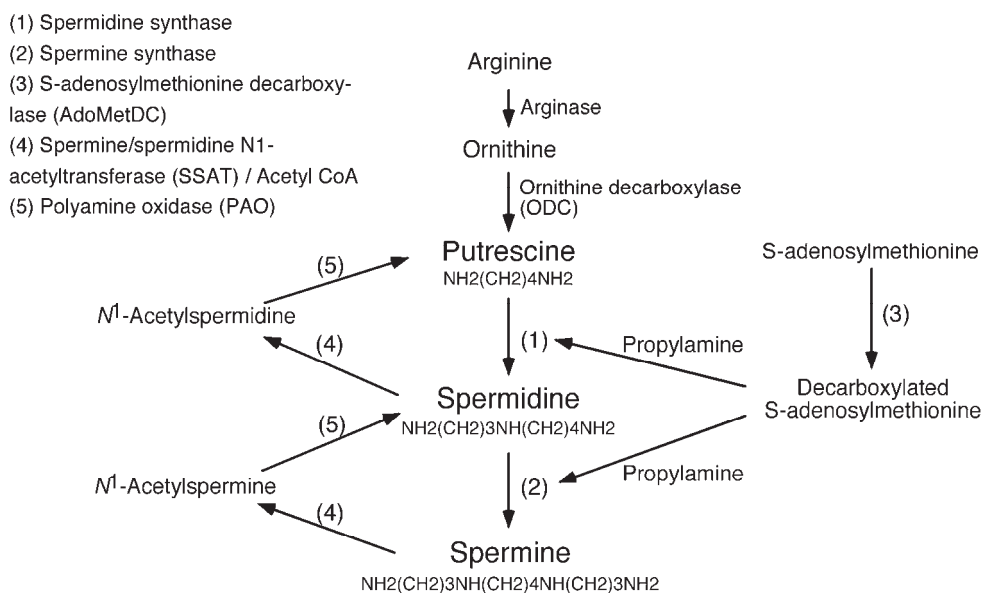 (1) Spermidine synthase
(2) Spermine synthase
(3) S-adenosylmethionine decarboxy-
lase (AdoMetDC)
(4) Spermine/spermidine N1-
acetyltransferase (SSAT) / Acetyl CoA
(5) Polyamine oxidase (PAO)
Arginine
Arginase
Ornithine
Ornithine decarboxylase
(ODC)
Putrescine
NH2(CH2)4NH2
S-adenosylmethionine
(5)
N1-Acetylspermidine
(3)
(4)
(1)
Propylamine
Decarboxylated
S-adenosylmethionine
Spermidine
NH2(CH2)3NH(CH2)4NH2
(5)
N1-Acetylspermine
(2)
Propylamine
(4)
Spermine
NH2(CH2)3NH(CH2)4NH(CH2)3NH2